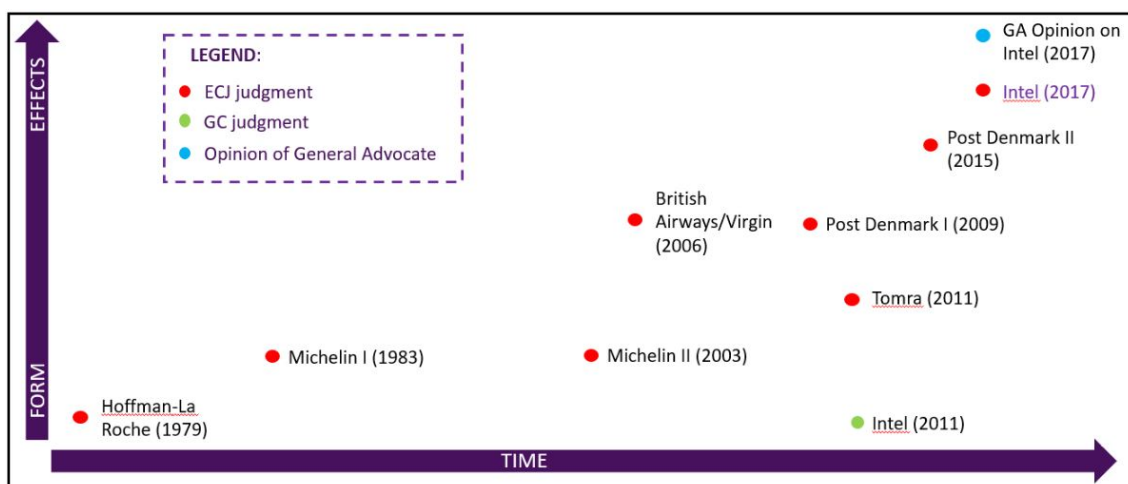 EFFECTS
FORM
LEGEND:
ECJ judgment
GC judgment
Opinion of General Advocate
GA Opinion on
Intel (2017)
Intel (2017)
Post Denmark II
(2015)
British
Airways/Virgin
(2006)
Post Denmark I (2009)
Tomra (2011)
Michelin I (1983)
Michelin II (2003)
Hoffman-La
Roche (1979)
Intel (2011)
TIME